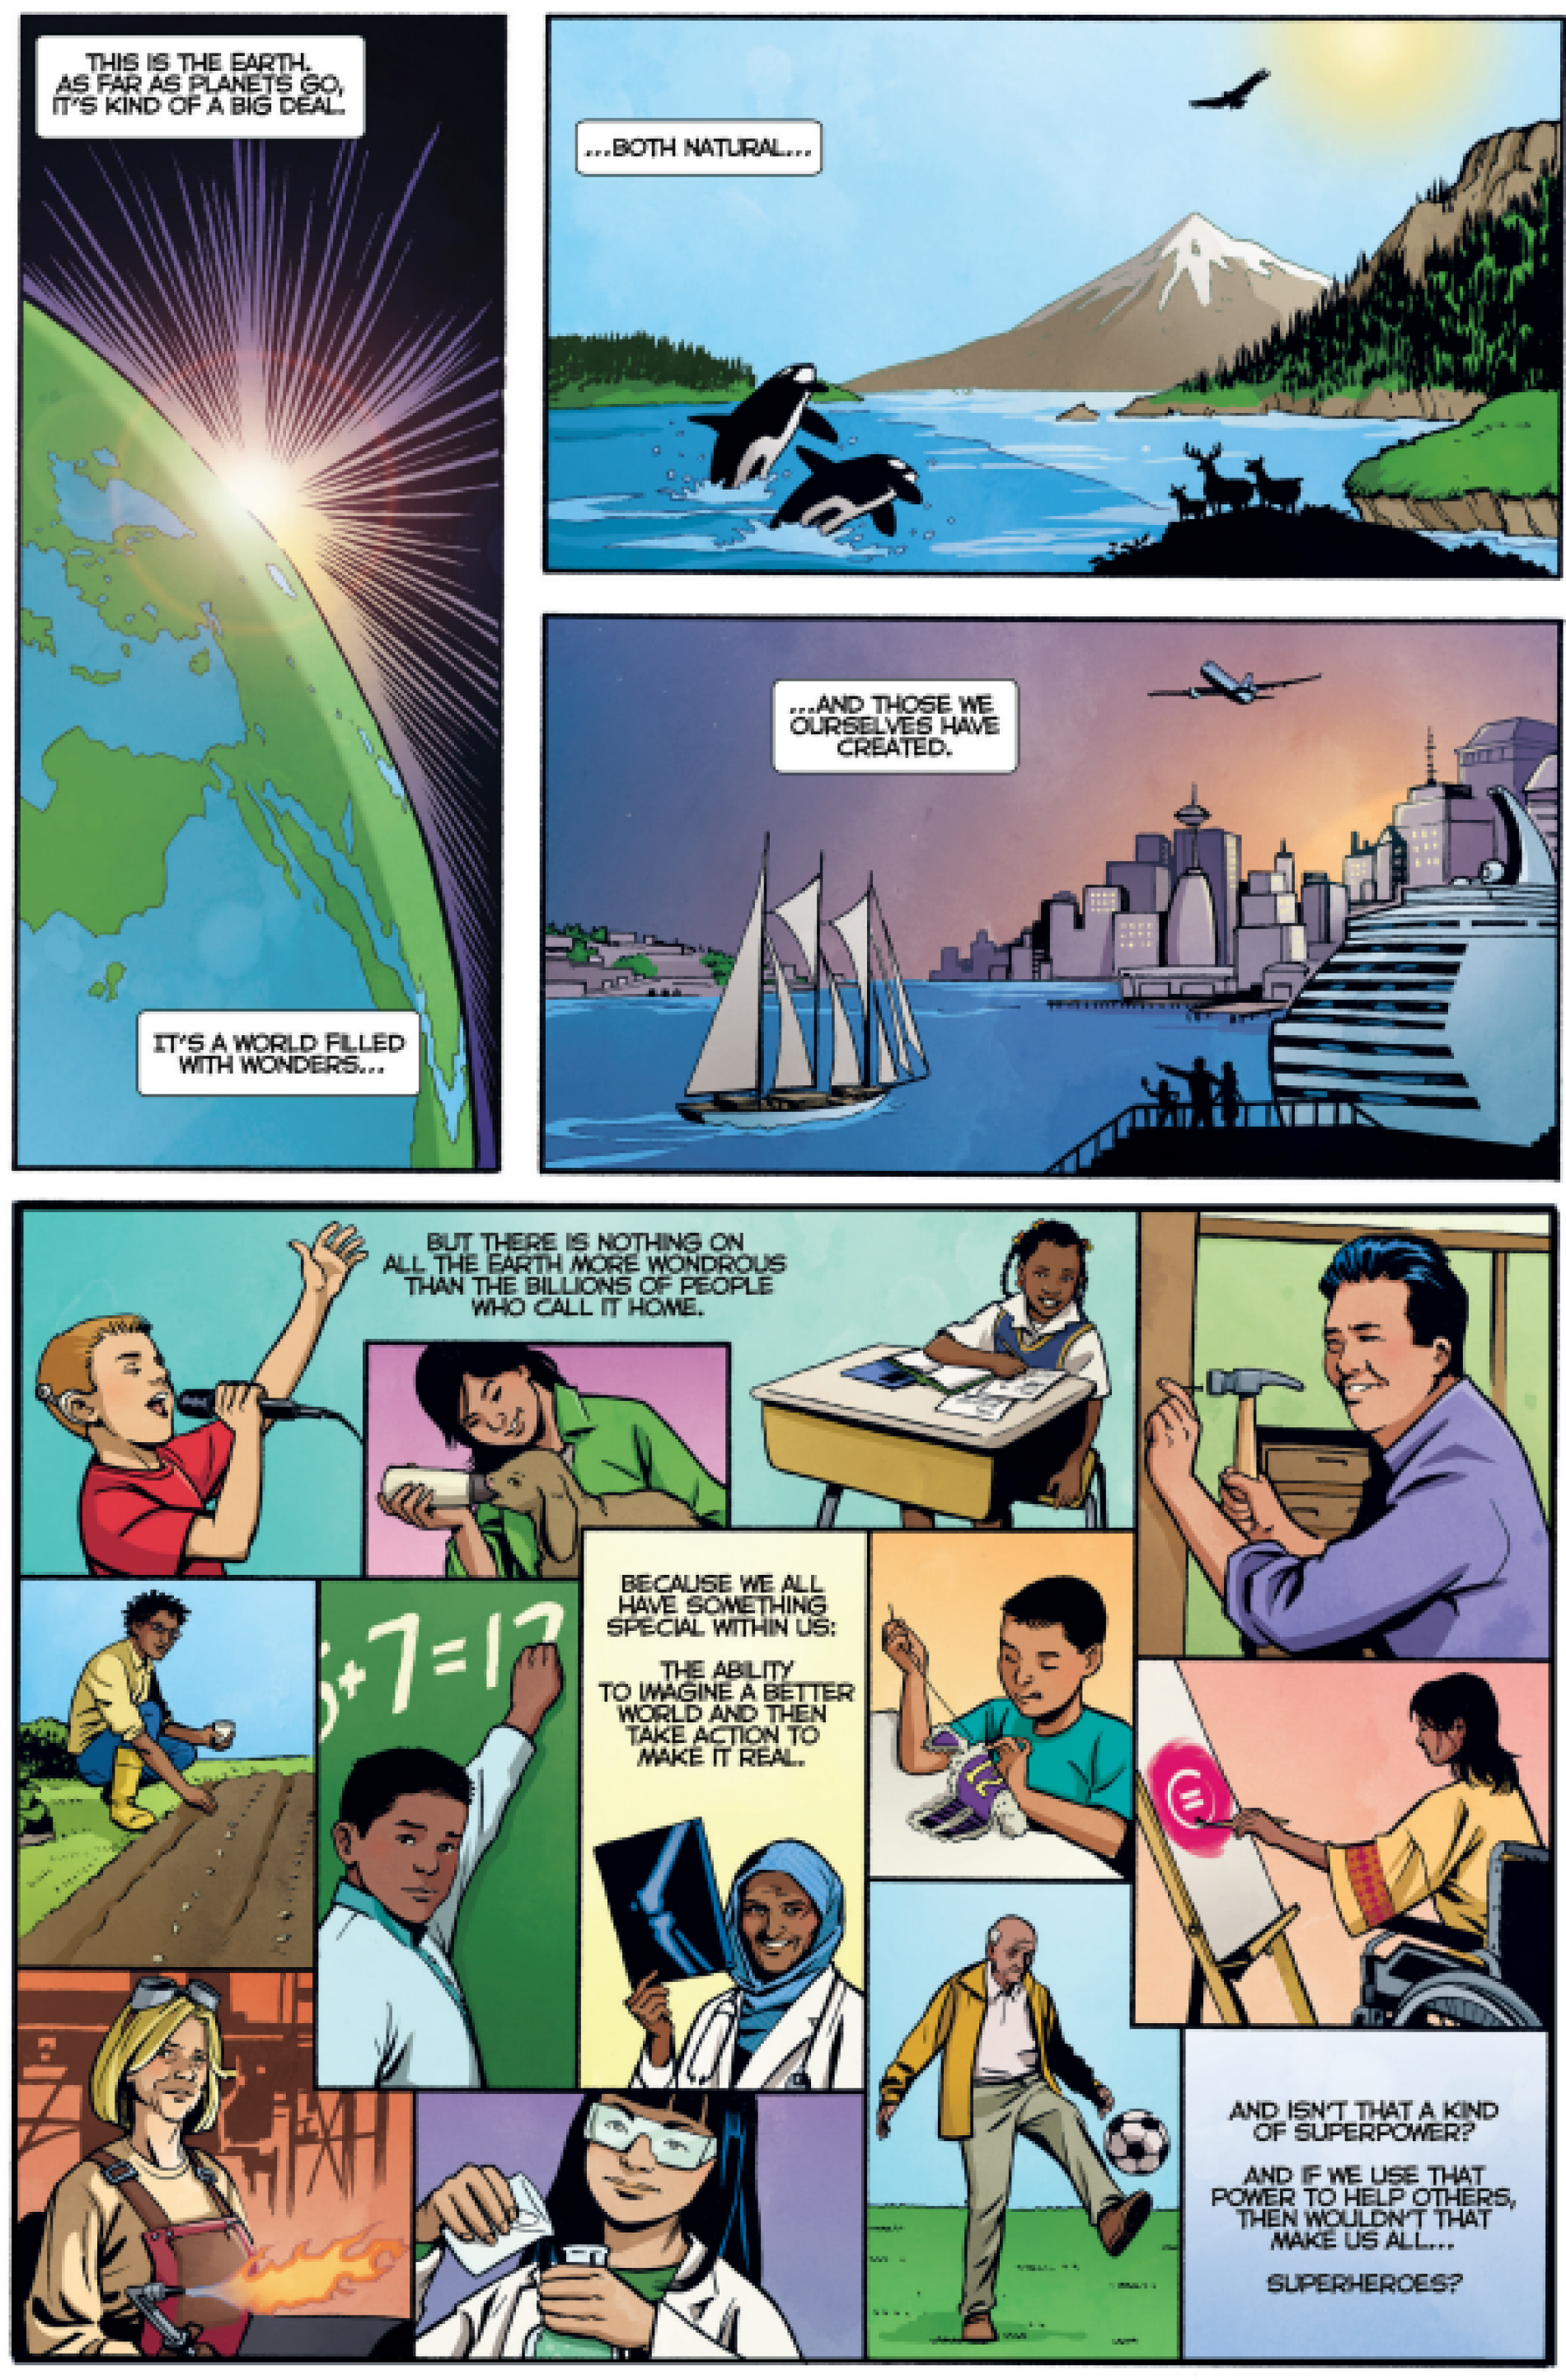 THIS IS THE EARTH.
AS FAR AS PLANETS GO,
IT'S KIND OF A BIG DEAL.
IT'S A WORLD FILLED
WITH WONDERS...
...BOTH NATURAL...
...AND THOSE WE
OURSELVES HAVE
CREATED.
BUT THERE IS NOTHING ON
ALL THE EARTH MORE WONDROUS
THAN THE BILLIONS OF PEOPLE
WHO CALL IT HOME.
5+7=12
BECAUSE WE ALL
HAVE SOMETHING
SPECIAL WITHIN US:
THE ABILITY
TO IMAGINE A BETTER
WORLD AND THEN
TAKE ACTION TO
MAKE IT REAL.
12
=
AND ISN'T THAT A KIND
OF SUPERPOWER?
AND IF WE USE THAT
POWER TO HELP OTHERS,
THEN WOULDN'T THAT
MAKE US ALL...
SUPERHEROES?